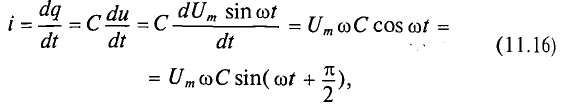 i = dq/dt = C du/dt = C dU_m sin ωt/dt = U_m ωC cos ωt =
(11.16)
= U_m ωC sin( ωt + π/2),